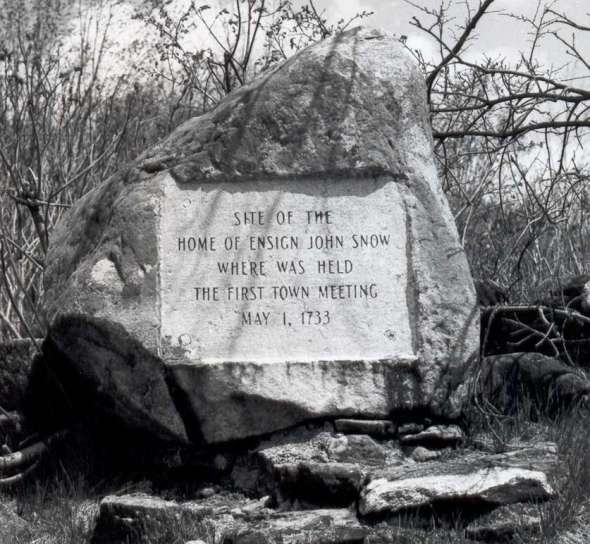 SITE OF THE
HOME OF ENSIGN JOHN SNOW
WHERE WAS HELD
THE FIRST TOWN MEETING
MAY 1, 1733